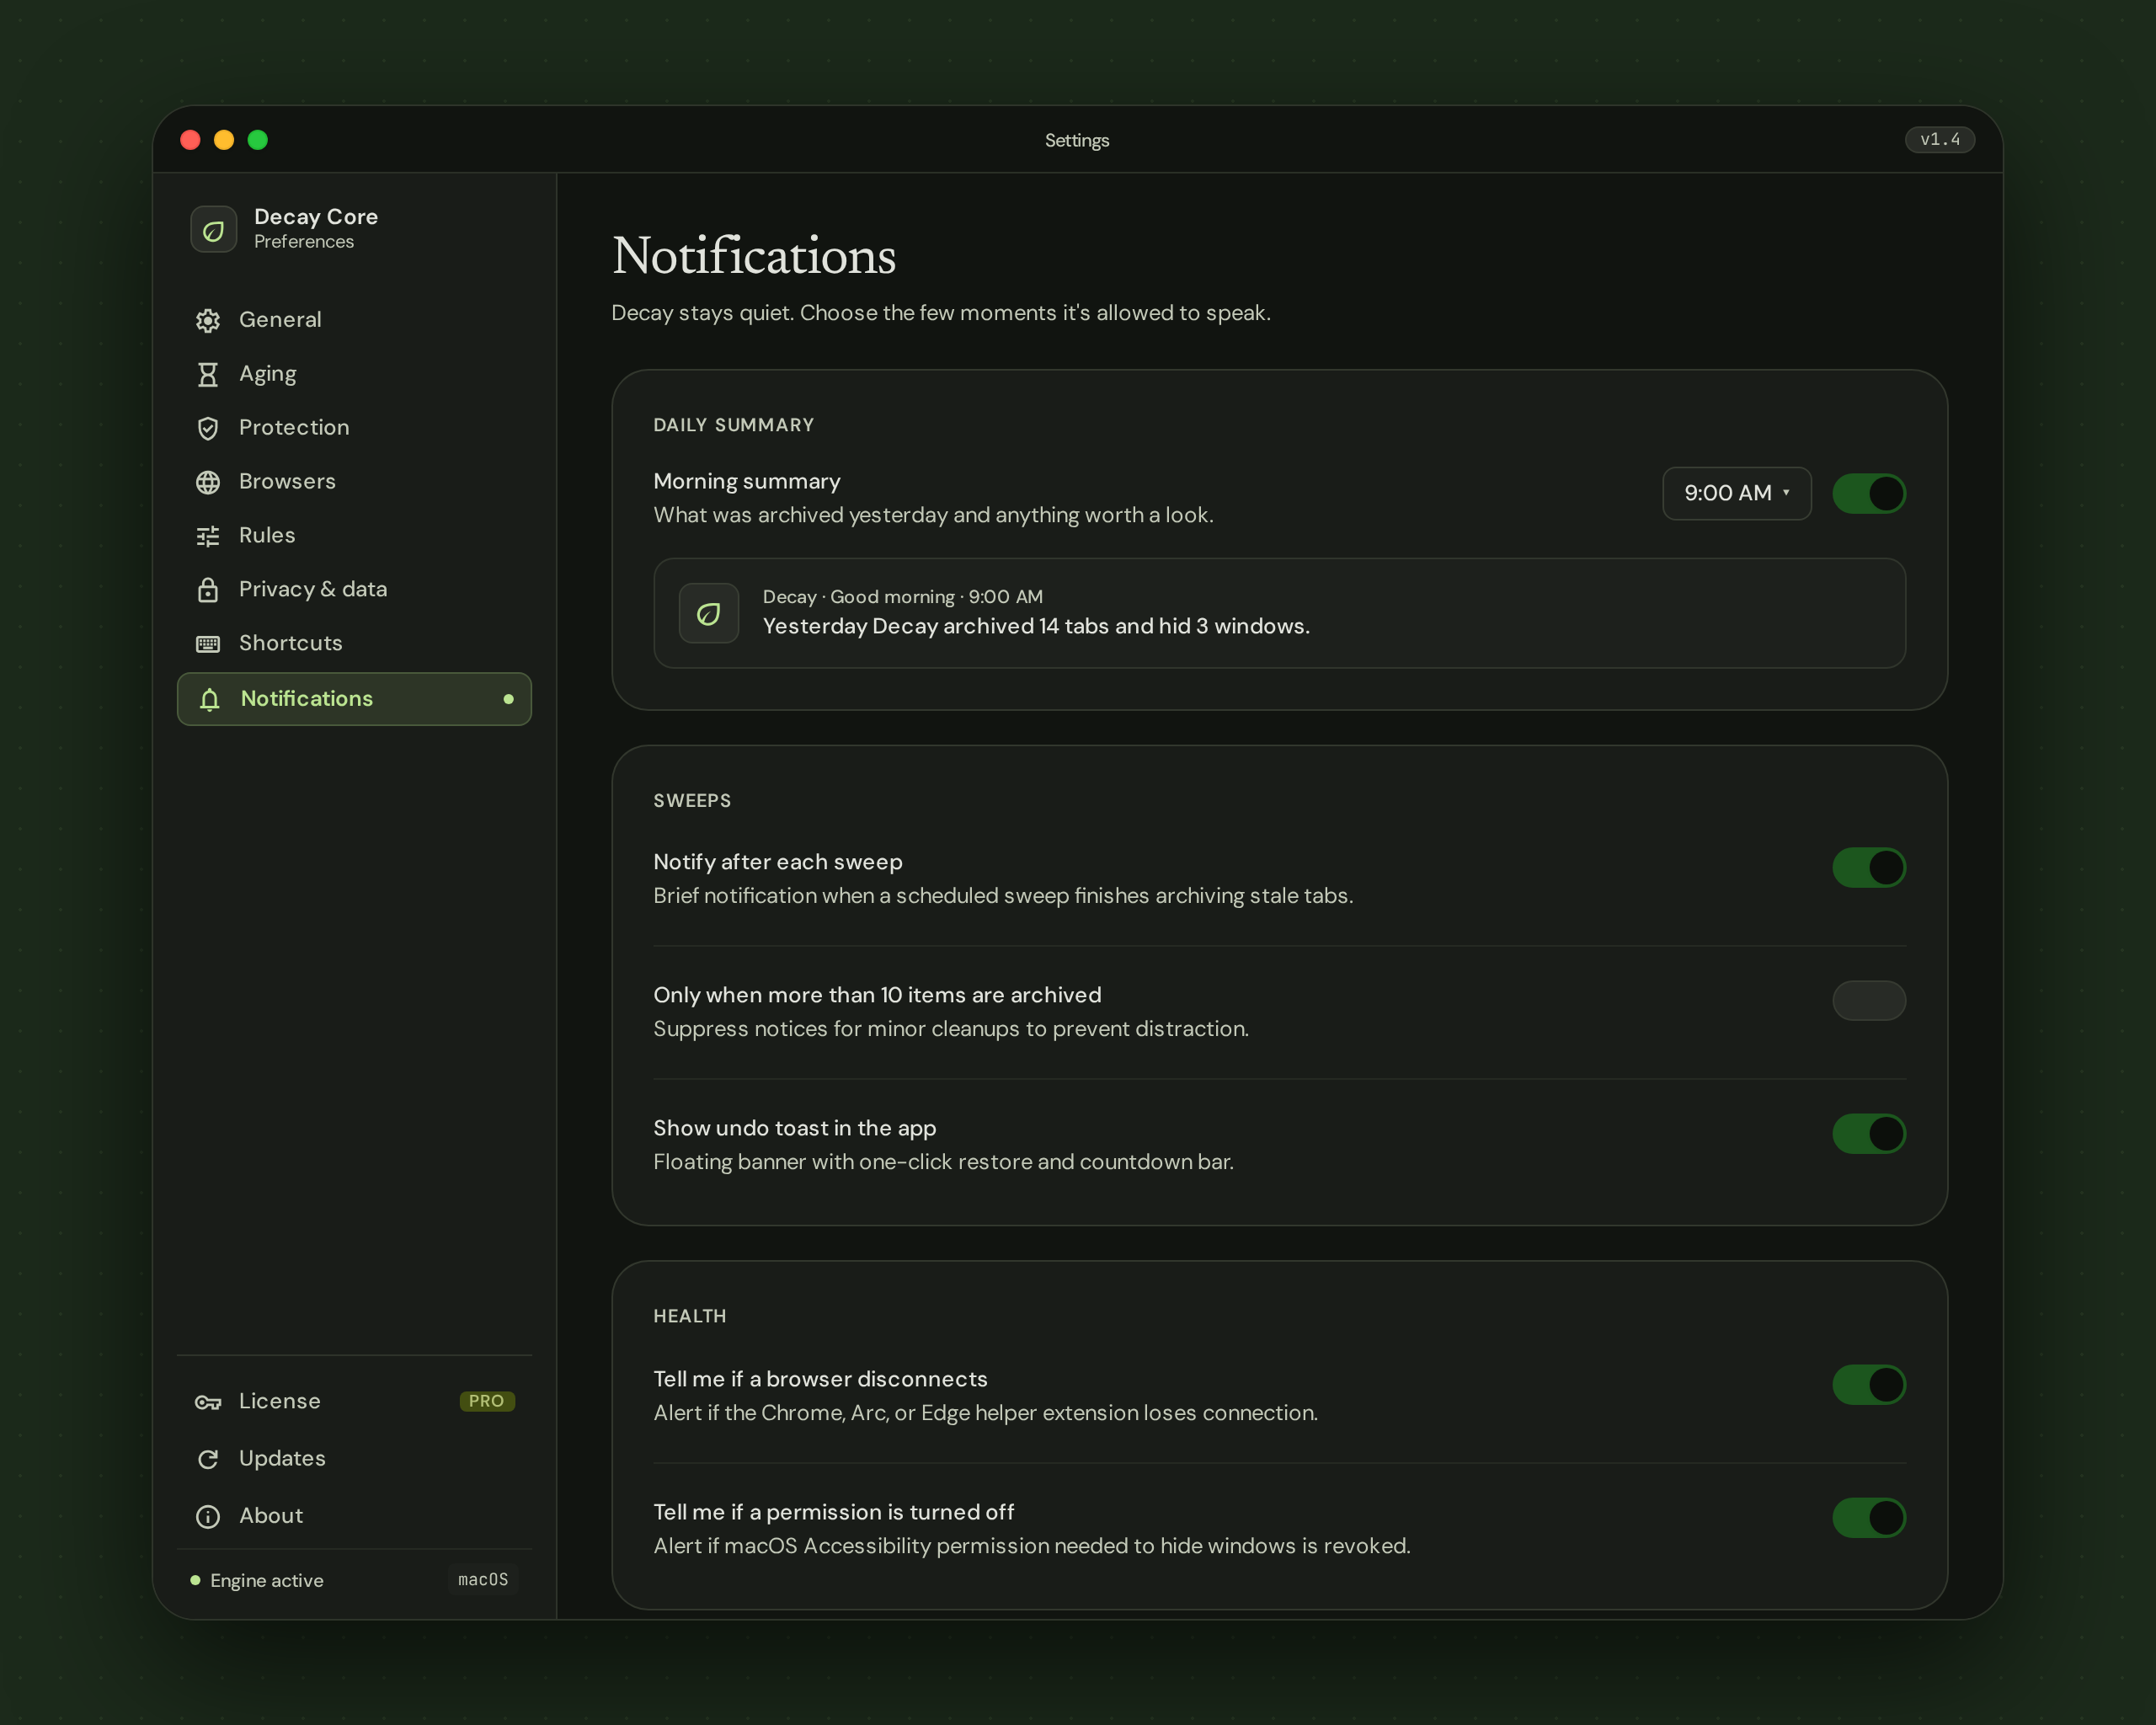 Settings
v1.4
Decay Core
Preferences
General
Aging
Protection
Browsers
Rules
Privacy & data
Shortcuts
Notifications
License
PRO
Updates
About
Engine active
macOS
Notifications
Decay stays quiet. Choose the few moments it's allowed to speak.
DAILY SUMMARY
Morning summary
What was archived yesterday and anything worth a look.
9:00 AM
Decay · Good morning · 9:00 AM
Yesterday Decay archived 14 tabs and hid 3 windows.
SWEEPS
Notify after each sweep
Brief notification when a scheduled sweep finishes archiving stale tabs.
Only when more than 10 items are archived
Suppress notices for minor cleanups to prevent distraction.
Show undo toast in the app
Floating banner with one-click restore and countdown bar.
HEALTH
Tell me if a browser disconnects
Alert if the Chrome, Arc, or Edge helper extension loses connection.
Tell me if a permission is turned off
Alert if macOS Accessibility permission needed to hide windows is revoked.